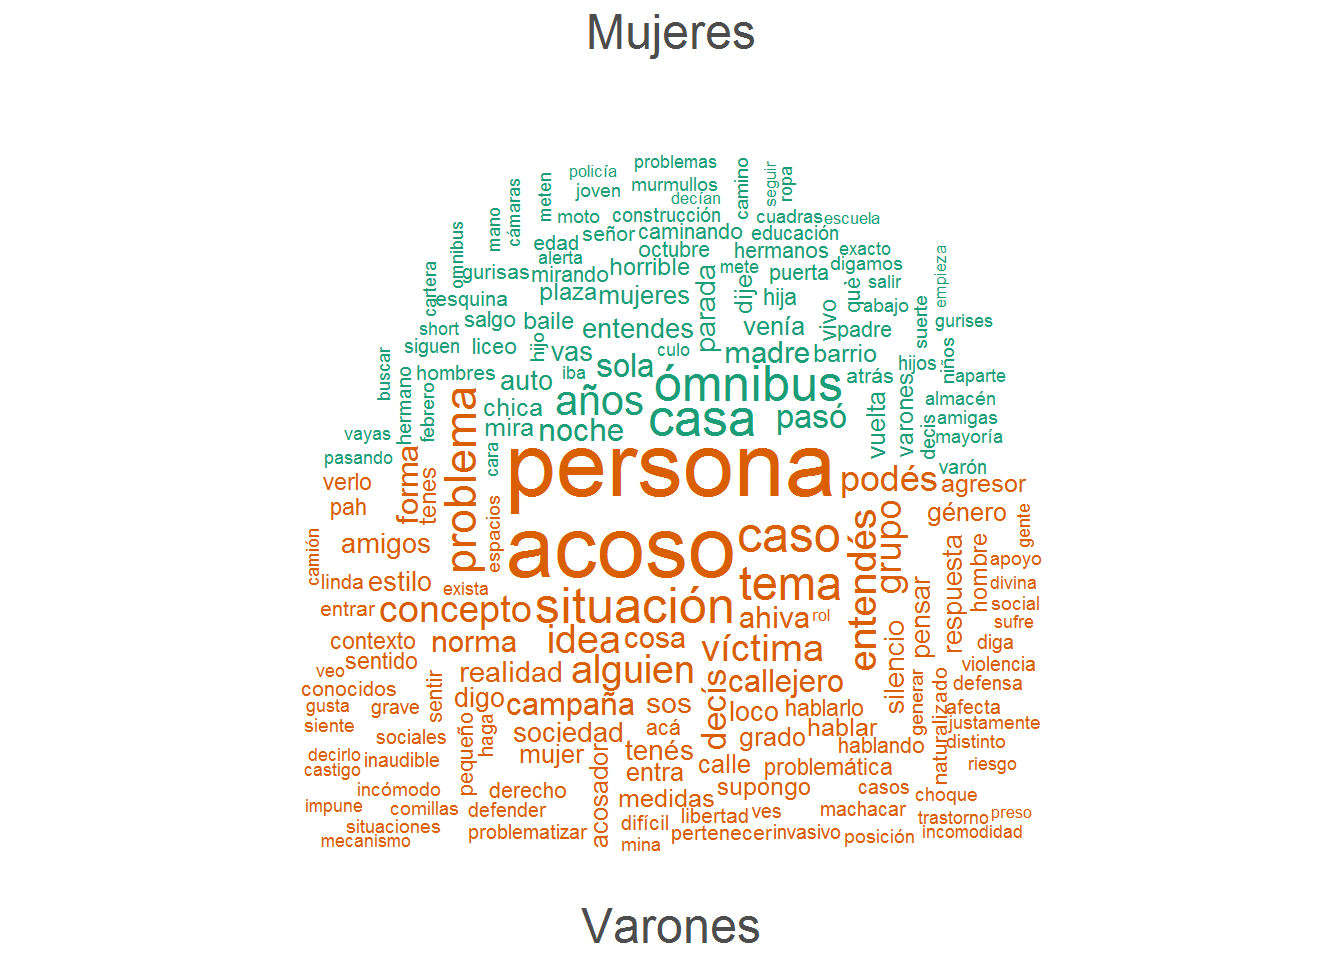 Mujeres
problemas
policía
murmullos
joven
decían
camino
seguir
ropa
meten
cámaras
mano
moto
construcción
cuadras
escuela
señor
caminando
educación
edad
octubre
hermanos
exacto
alerta
omnibus
gurisas
mirando
horrible
mete
puerta
digamos
cartera
esquina
plaza
mujeres
parada
dije
hija
qué
salir
abajo
empieza
short
salgo
baile
entendes
venía
vivo
padre
suerte
gurises
siguen
liceo
hijo
vas
culo
madre
barrio
hijos
niños
buscar
hombres
auto
iba
sola
ómnibus
atrás
aparte
hermano
febrero
chica
años
casa
pasó
vuelta
varones
almacén
amigas
decis
mayoría
vayas
mira
noche
pasando
cara
varón
problema
persona
podés
agresor
verlo
forma
tenes
pah
espacios
acoso
caso
entendés
grupo
género
gente
camión
amigos
linda
estilo
exista
tema
respuesta
hombre
apoyo
divina
entrar
concepto
situación
ahiva
rol
pensar
social
sufre
contexto
norma
idea
cosa
víctima
silencio
diga
veo
sentido
realidad
alguien
callejero
violencia
conocidos
sentir
digo
campaña
sos
decís
generar
naturalizado
defensa
gusta
grave
loco
hablarlo
afecta
siente
sociales
pequeño
haga
sociedad
acá
grado
hablar
justamente
decirlo
inaudible
mujer
acosador
tenés
hablando
distinto
castigo
entra
calle
problemática
riesgo
incómodo
derecho
medidas
supongo
casos
choque
impune
comillas
defender
difícil
libertad
ves
machacar
trastorno
preso
situaciones
problematizar
pertenecer
invasivo
posición
incomodidad
mecanismo
mina
Varones